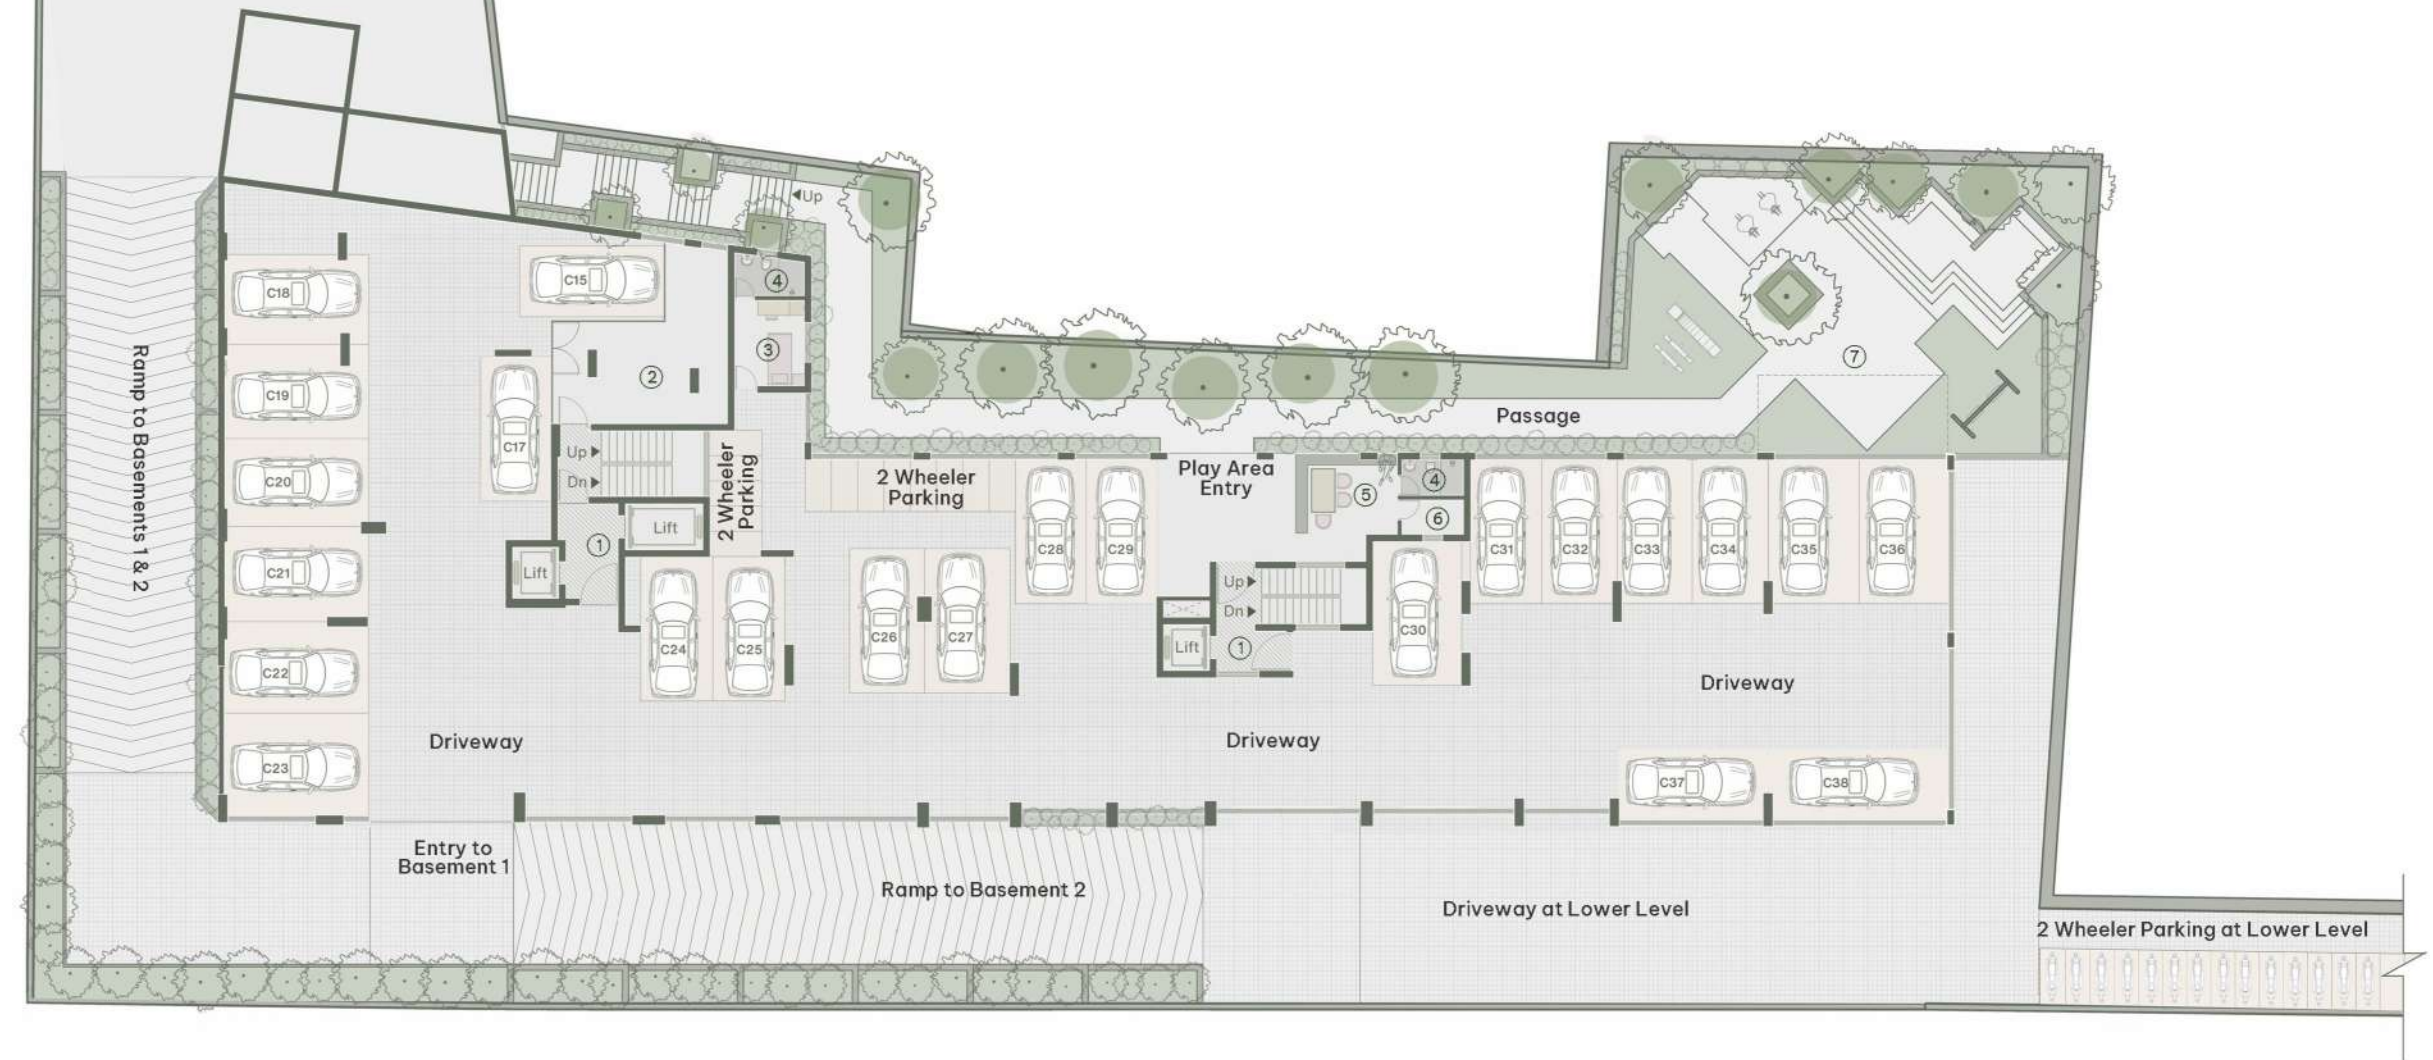 Up
C18
C15
4
3
2
C19
C17
Ramp to Basements 1 & 2
Passage
7
Up
Dn
2 Wheeler
Parking
2 Wheeler
Parking
Play Area
Entry
5
4
6
C20
Lift
1
Lift
C21
C28
C29
C31
C32
C33
C34
C35
C36
Up
Dn
Lift
1
C30
C24
C25
C26
C27
C22
Driveway
Driveway
Driveway
C23
C37
C38
Entry to
Basement 1
Ramp to Basement 2
Driveway at Lower Level
2 Wheeler Parking at Lower Level